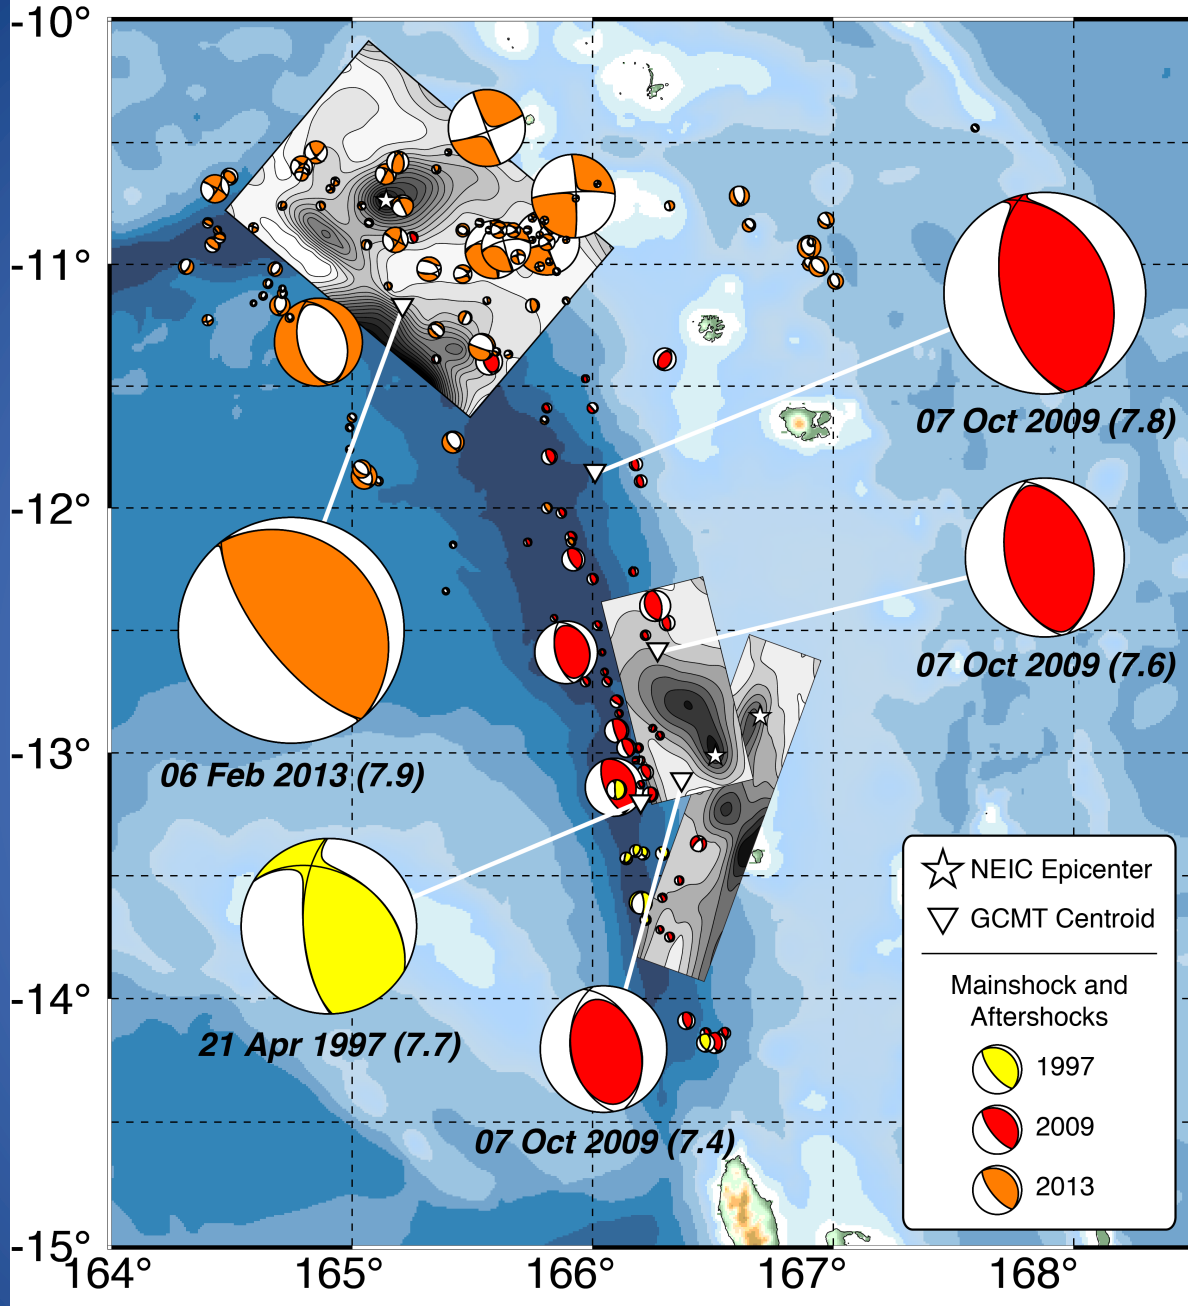 -10°
-11°
-12°
-13°
-14°
-15°
164°
165°
166°
167°
168°
07 Oct 2009 (7.8)
07 Oct 2009 (7.6)
06 Feb 2013 (7.9)
21 Apr 1997 (7.7)
07 Oct 2009 (7.4)
NEIC Epicenter
GCMT Centroid
Mainshock and
Aftershocks
1997
2009
2013